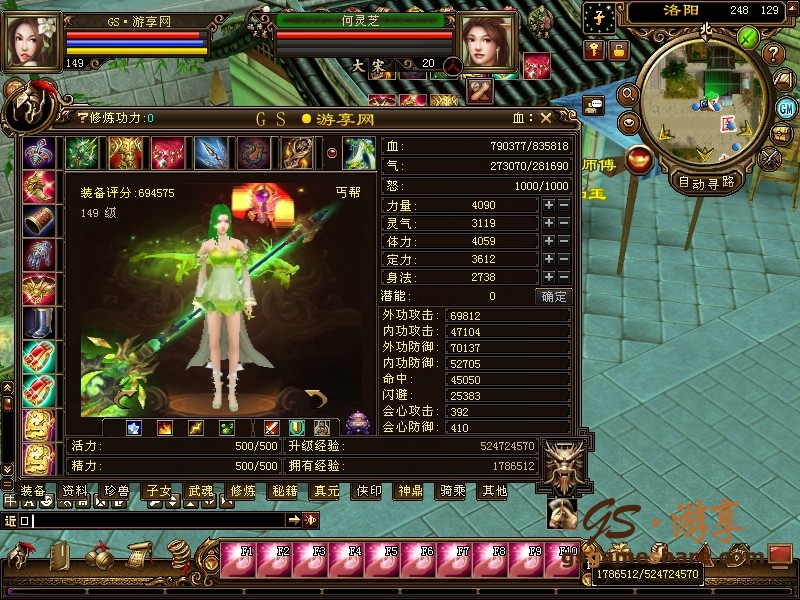 GS·游享网
149
何灵芝
大宋 20
洛阳 248 129
北
GM
自动寻路
师傅
玉
修炼功力:0
GS ●游享网
血:
装备评分:694575
丐帮
149 级
血: 790377/835818
气: 273070/281690
怒: 1000/1000
力量: 4090
灵气: 3119
体力: 4059
定力: 3612
身法: 2738
潜能: 0 确定
外功攻击: 69812
内功攻击: 47104
外功防御: 70137
内功防御: 52705
命中: 45050
闪避: 25383
会心攻击: 392
会心防御: 410
活力: 500/500 升级经验: 524724570
精力: 500/500 拥有经验: 1786512
装备 资料 珍兽 子女 武魂 修炼 秘籍 真元 侠印 神鼎 骑乘 其他
近
GS·游享
F1 F2 F3 F4 F5 F6 F7 F8 F9 F10
1786512/524724570